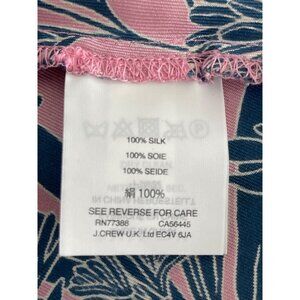 100% SILK
100% SOIE
100% SEIDE
絹 100%
SEE REVERSE FOR CARE
RN77388 CA56445
J.CREW U.K. Ltd EC4V 6JA